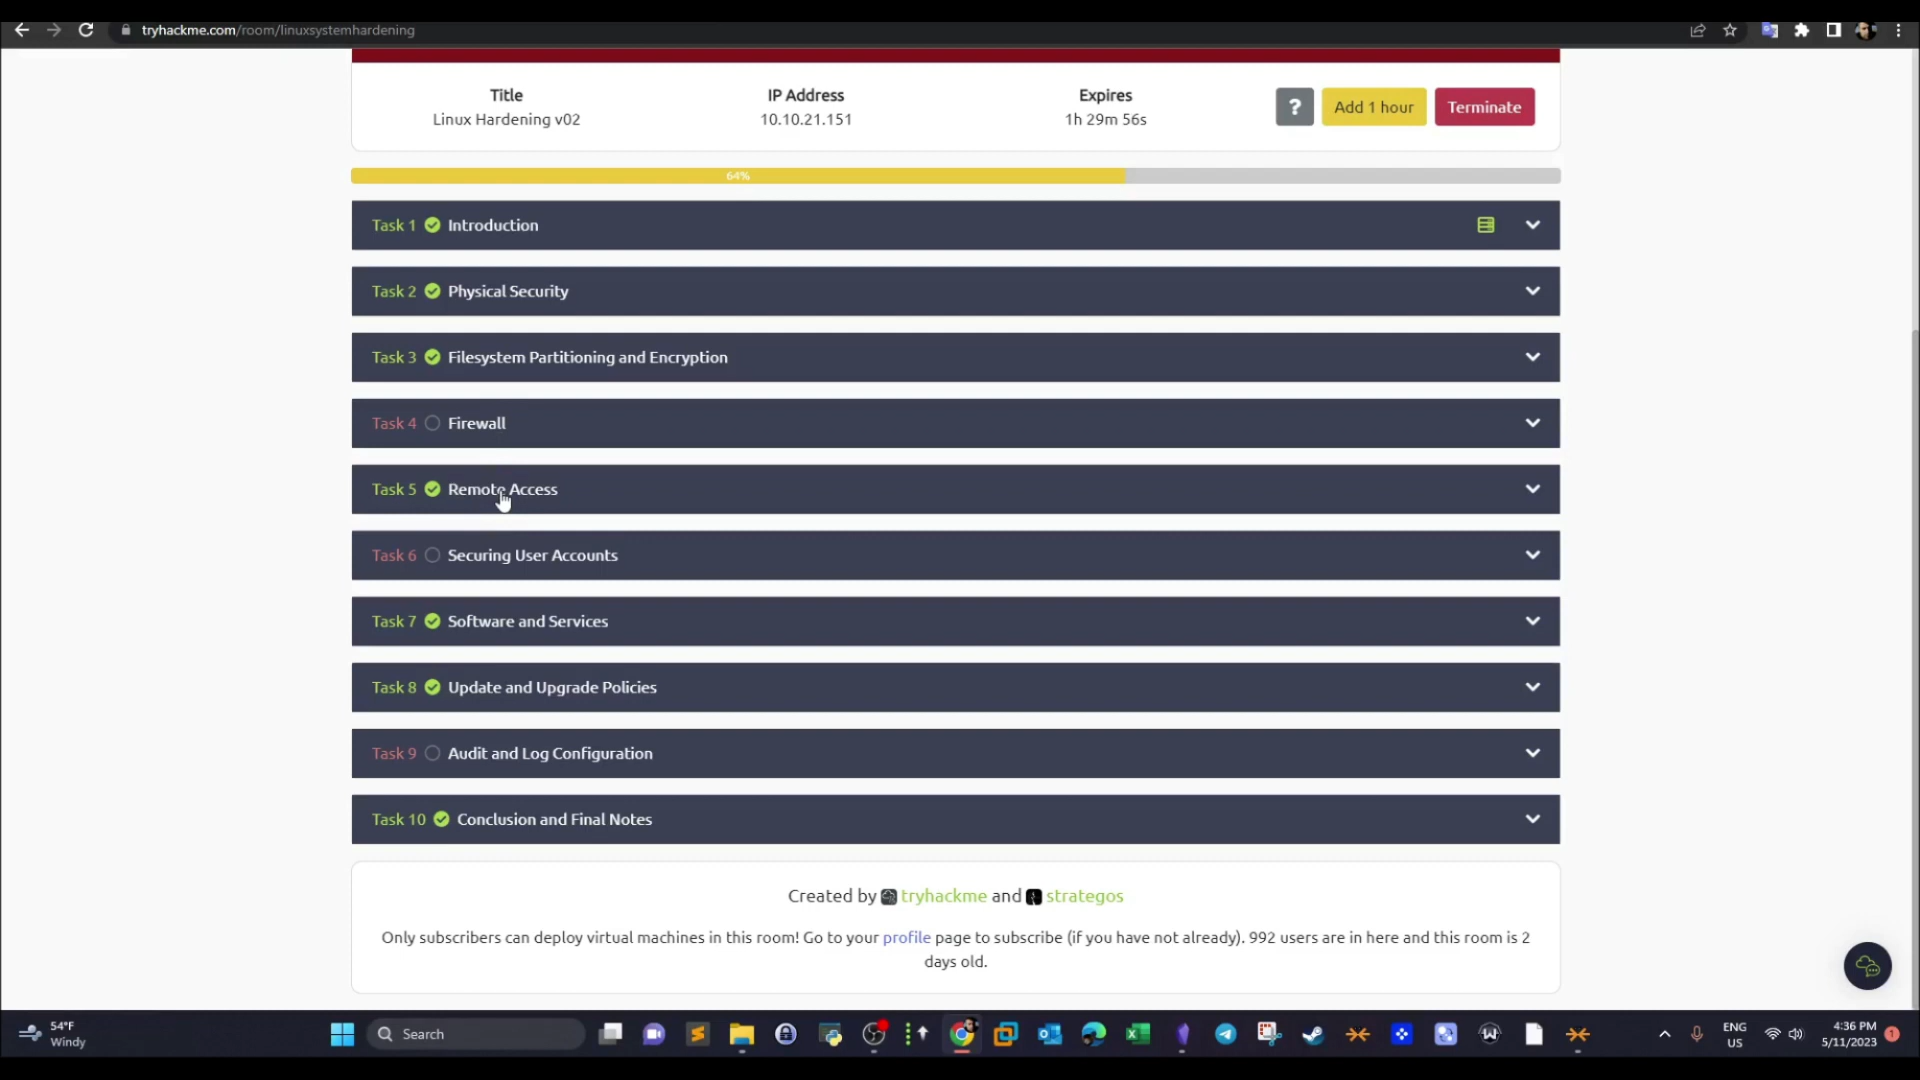 tryhackme.com/room/linuxsystemhardening
Title
Linux Hardening v02
IP Address
10.10.21.151
Expires
1h 29m 56s
?
Add 1 hour
Terminate
64%
Task 1 Introduction
Task 2 Physical Security
Task 3 Filesystem Partitioning and Encryption
Task 4 Firewall
Task 5 Remote Access
Task 6 Securing User Accounts
Task 7 Software and Services
Task 8 Update and Upgrade Policies
Task 9 Audit and Log Configuration
Task 10 Conclusion and Final Notes
Created by tryhackme and strategos
Only subscribers can deploy virtual machines in this room! Go to your profile page to subscribe (if you have not already). 992 users are in here and this room is 2
days old.
54°F
Windy
Search
ENG
US
4:36 PM
5/11/2023
1